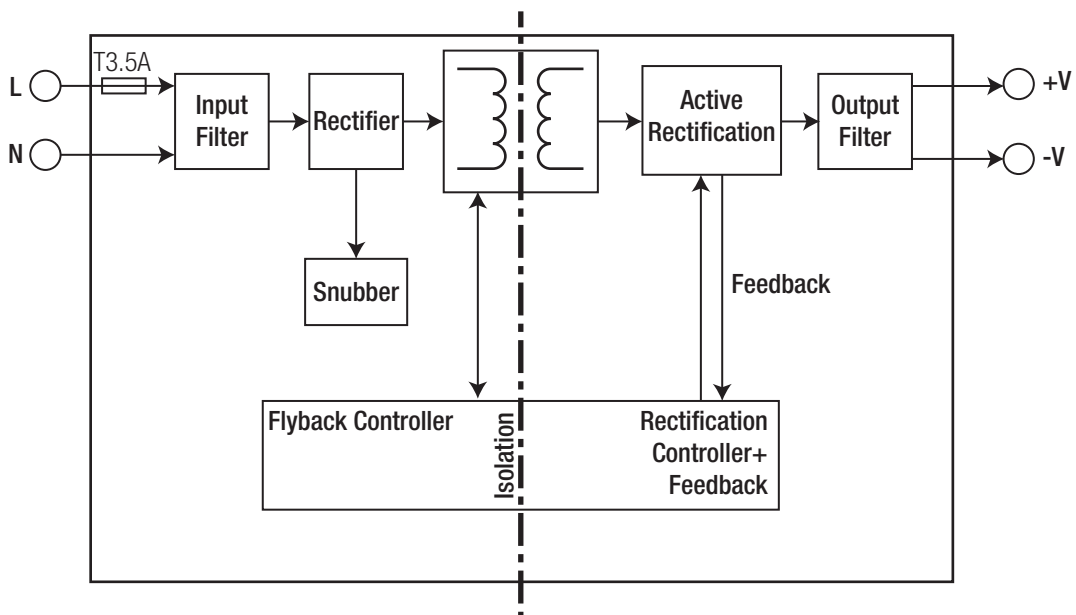 T3.5A
L
N
Input
Filter
Rectifier
Snubber
Active
Rectification
Output
Filter
+V
-V
Feedback
Flyback Controller
Isolation
Rectification
Controller+
Feedback